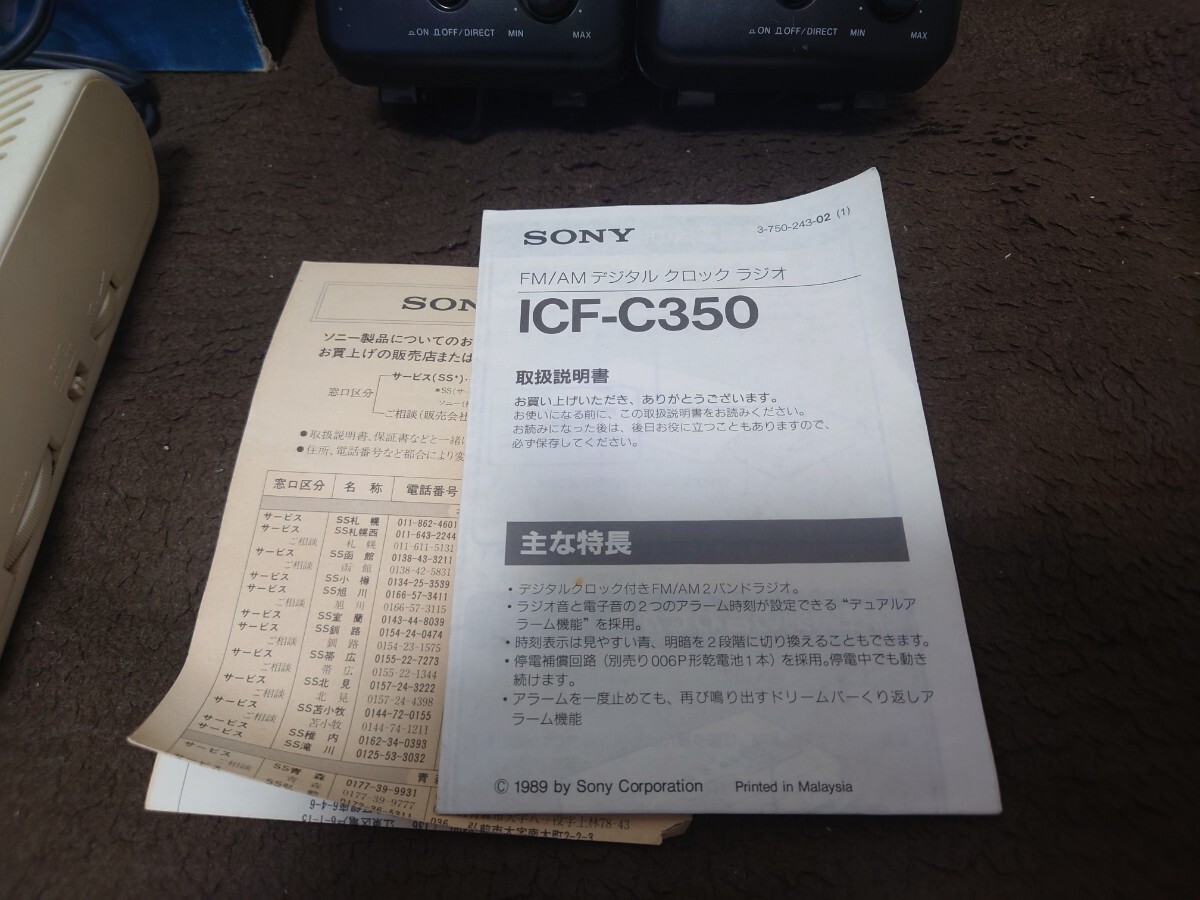 ON OFF/DIRECT MIN MAX
ON OFF/DIRECT MIN MAX
SONY
3-750-243-02 (1)
FM/AM デジタル クロック ラジオ
ICF-C350
取扱説明書
お買い上げいただき、ありがとうございます。
お使いになる前に、この取扱説明書をお読みください。
お読みになった後は、後日お役に立つこともありますので、
必ず保存してください。
主な特長
・デジタルクロック付きFM/AM2バンドラジオ。
・ラジオ音と電子音の2つのアラーム時刻が設定できる“デュアルア
ラーム機能”を採用。
・時刻表示は見やすい青、明暗を2段階に切り換えることもできます。
・停電補償回路（別売り006P形乾電池1本）を採用。停電中でも動き
続けます。
・アラームを一度止めても、再び鳴り出すドリームバーくり返しア
ラーム機能
© 1989 by Sony Corporation Printed in Malaysia
SON
ソニー製品についてのお
お買上げの販売店または
窓口区分
サービス(SS*)
*SS(サー
ソニー(
ご相談(販売会社
●取扱説明書、保証書などと一緒に
●住所、電話番号など都合により変
窓口区分 名 称 電話番号
サービス SS札 幌 011-862-4601
サービス SS札幌西 011-643-2244
ご相談 札 幌 011-611-5131
サービス SS函 館 0138-43-3211
ご相談 函 館 0138-42-5831
サービス SS小 樽 0134-25-3539
サービス SS旭 川 0166-57-3411
ご相談 旭 川 0166-57-3115
サービス SS室 蘭 0143-44-8039
サービス SS釧 路 0154-24-0474
ご相談 釧 路 0154-23-1575
サービス SS帯 広 0155-22-7273
ご相談 帯 広 0155-22-1344
サービス SS北 見 0157-24-3222
ご相談 北 見 0157-24-4398
サービス SS苫小牧 0144-72-0155
ご相談 苫小牧 0144-74-1211
サービス SS稚 内 0162-34-0393
サービス SS滝 川 0125-53-3032
サービス SS青 森 0177-39-9931
青 森 0177-39-9777